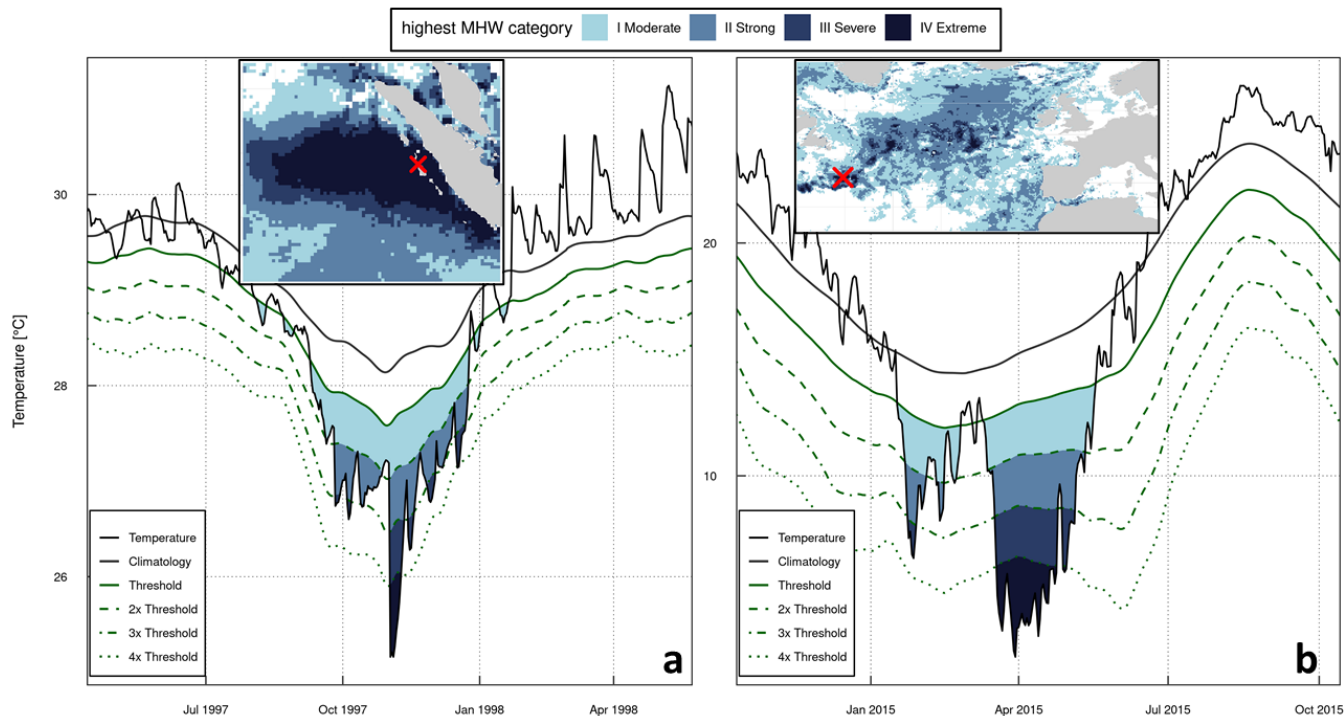 highest MHW category
I Moderate
II Strong
III Severe
IV Extreme
Temperature [°C]
30
28
26
Temperature
Climatology
Threshold
2x Threshold
3x Threshold
4x Threshold
a
Jul 1997
Oct 1997
Jan 1998
Apr 1998
20
10
Temperature
Climatology
Threshold
2x Threshold
3x Threshold
4x Threshold
b
Jan 2015
Apr 2015
Jul 2015
Oct 2015